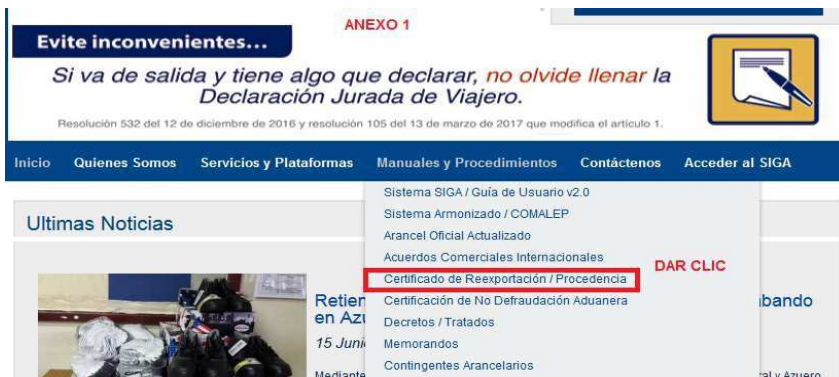 ANEXO 1
Evite inconvenientes...
Si va de salida y tiene algo que declarar, no olvide llenar la
Declaración Jurada de Viajero.
Resolución 532 del 12 de diciembre de 2016 y resolución 105 del 13 de marzo de 2017 que modifica el artículo 1.
Inicio Quienes Somos Servicios y Plataformas Manuales y Procedimientos Contáctenos Acceder al SIGA
Sistema SIGA / Guía de Usuario v2.0
Sistema Armonizado / COMALEP
Arancel Oficial Actualizado
Acuerdos Comerciales Internacionales
Certificado de Reexportación / Procedencia
DAR CLIC
Certificación de No Defraudación Aduanera
Decretos / Tratados
Memorandos
Contingentes Arancelarios
Ultimas Noticias
Retien
en Azu
15 Juni
Mediante
bando
y Azuero